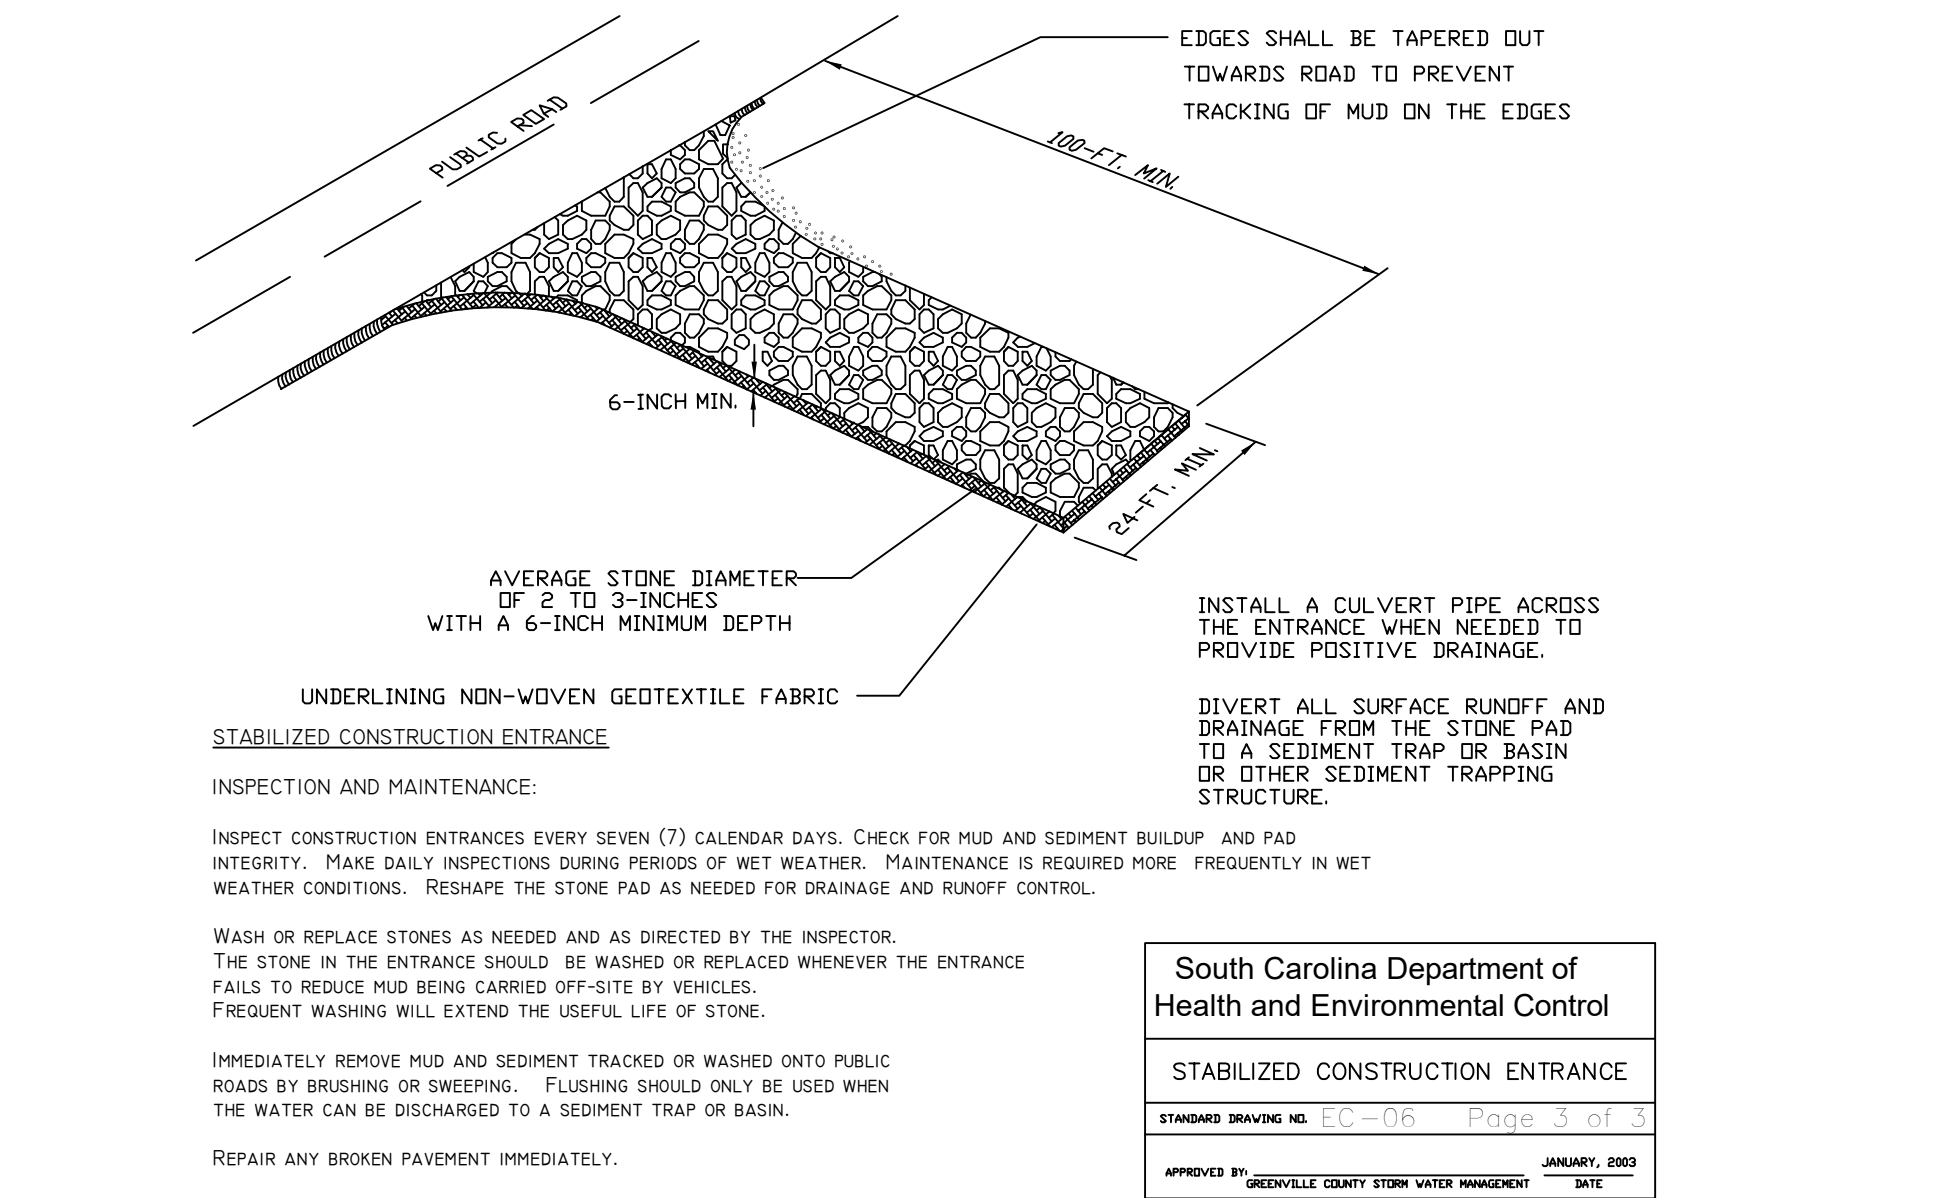 EDGES SHALL BE TAPERED OUT
TOWARDS ROAD TO PREVENT
TRACKING OF MUD ON THE EDGES
PUBLIC ROAD
100-FT. MIN.
6-INCH MIN.
24-FT. MIN.
AVERAGE STONE DIAMETER
OF 2 TO 3-INCHES
WITH A 6-INCH MINIMUM DEPTH
UNDERLINING NON-WOVEN GEOTEXTILE FABRIC
INSTALL A CULVERT PIPE ACROSS
THE ENTRANCE WHEN NEEDED TO
PROVIDE POSITIVE DRAINAGE.
DIVERT ALL SURFACE RUNOFF AND
DRAINAGE FROM THE STONE PAD
TO A SEDIMENT TRAP OR BASIN
OR OTHER SEDIMENT TRAPPING
STRUCTURE.
STABILIZED CONSTRUCTION ENTRANCE
INSPECTION AND MAINTENANCE:
INSPECT CONSTRUCTION ENTRANCES EVERY SEVEN (7) CALENDAR DAYS. CHECK FOR MUD AND SEDIMENT BUILDUP AND PAD
INTEGRITY. MAKE DAILY INSPECTIONS DURING PERIODS OF WET WEATHER. MAINTENANCE IS REQUIRED MORE FREQUENTLY IN WET
WEATHER CONDITIONS. RESHAPE THE STONE PAD AS NEEDED FOR DRAINAGE AND RUNOFF CONTROL.
WASH OR REPLACE STONES AS NEEDED AND AS DIRECTED BY THE INSPECTOR.
THE STONE IN THE ENTRANCE SHOULD BE WASHED OR REPLACED WHENEVER THE ENTRANCE
FAILS TO REDUCE MUD BEING CARRIED OFF-SITE BY VEHICLES.
FREQUENT WASHING WILL EXTEND THE USEFUL LIFE OF STONE.
IMMEDIATELY REMOVE MUD AND SEDIMENT TRACKED OR WASHED ONTO PUBLIC
ROADS BY BRUSHING OR SWEEPING. FLUSHING SHOULD ONLY BE USED WHEN
THE WATER CAN BE DISCHARGED TO A SEDIMENT TRAP OR BASIN.
REPAIR ANY BROKEN PAVEMENT IMMEDIATELY.
South Carolina Department of
Health and Environmental Control
STABILIZED CONSTRUCTION ENTRANCE
STANDARD DRAWING NO. EC-06 Page 3 of 3
APPROVED BY: JANUARY, 2003
GREENVILLE COUNTY STORM WATER MANAGEMENT DATE